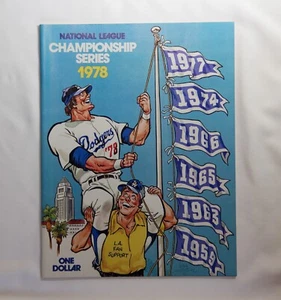 NATIONAL LEAGUE
CHAMPIONSHIP
SERIES
1978
1977
1974
1966
1965
1963
1959
Dodgers
'78
L.A.
FAN
SUPPORT
ONE
DOLLAR